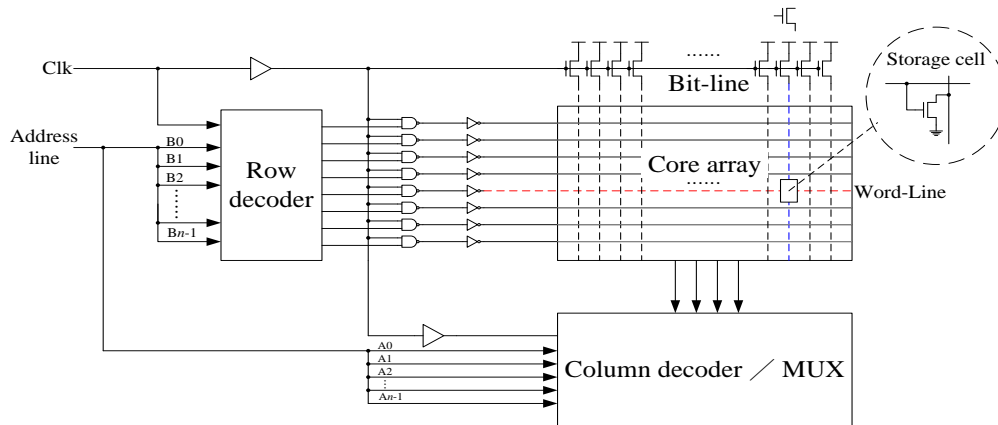 Clk
Address
line
B0
B1
B2
Bn-1
Row
decoder
......
Bit-line
Storage cell
Core array
......
Word-Line
A0
A1
A2
An-1
Column decoder ／ MUX